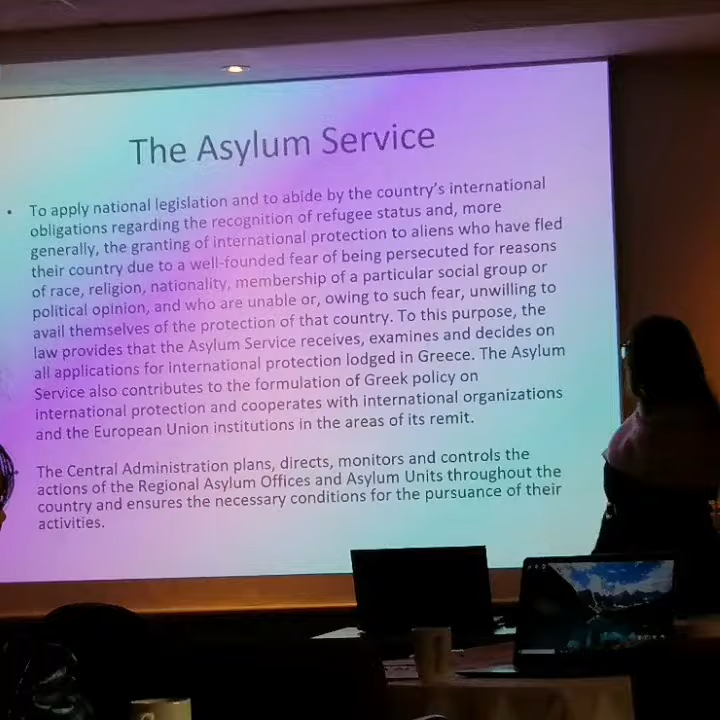 The Asylum Service
• To apply national legislation and to abide by the country's international
obligations regarding the recognition of refugee status and, more
generally, the granting of international protection to aliens who have fled
their country due to a well-founded fear of being persecuted for reasons
of race, religion, nationality, membership of a particular social group or
political opinion, and who are unable or, owing to such fear, unwilling to
avail themselves of the protection of that country. To this purpose, the
law provides that the Asylum Service receives, examines and decides on
all applications for international protection lodged in Greece. The Asylum
Service also contributes to the formulation of Greek policy on
international protection and cooperates with international organizations
and the European Union institutions in the areas of its remit.
The Central Administration plans, directs, monitors and controls the
actions of the Regional Asylum Offices and Asylum Units throughout the
country and ensures the necessary conditions for the pursuance of their
activities.